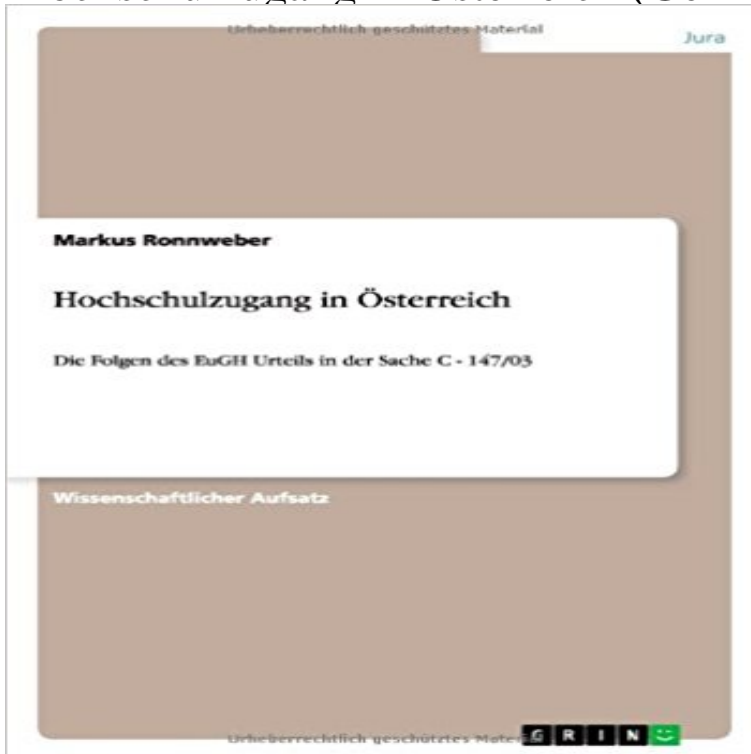 Urheberrechtlich geschütztes Material
Jura
Markus Ronnweber
Hochschulzugang in Österreich
Die Folgen des EuGH Urteils in der Sache C - 147/03
Wissenschaftlicher Aufsatz
Urheberrechtlich geschütztes
GRIN